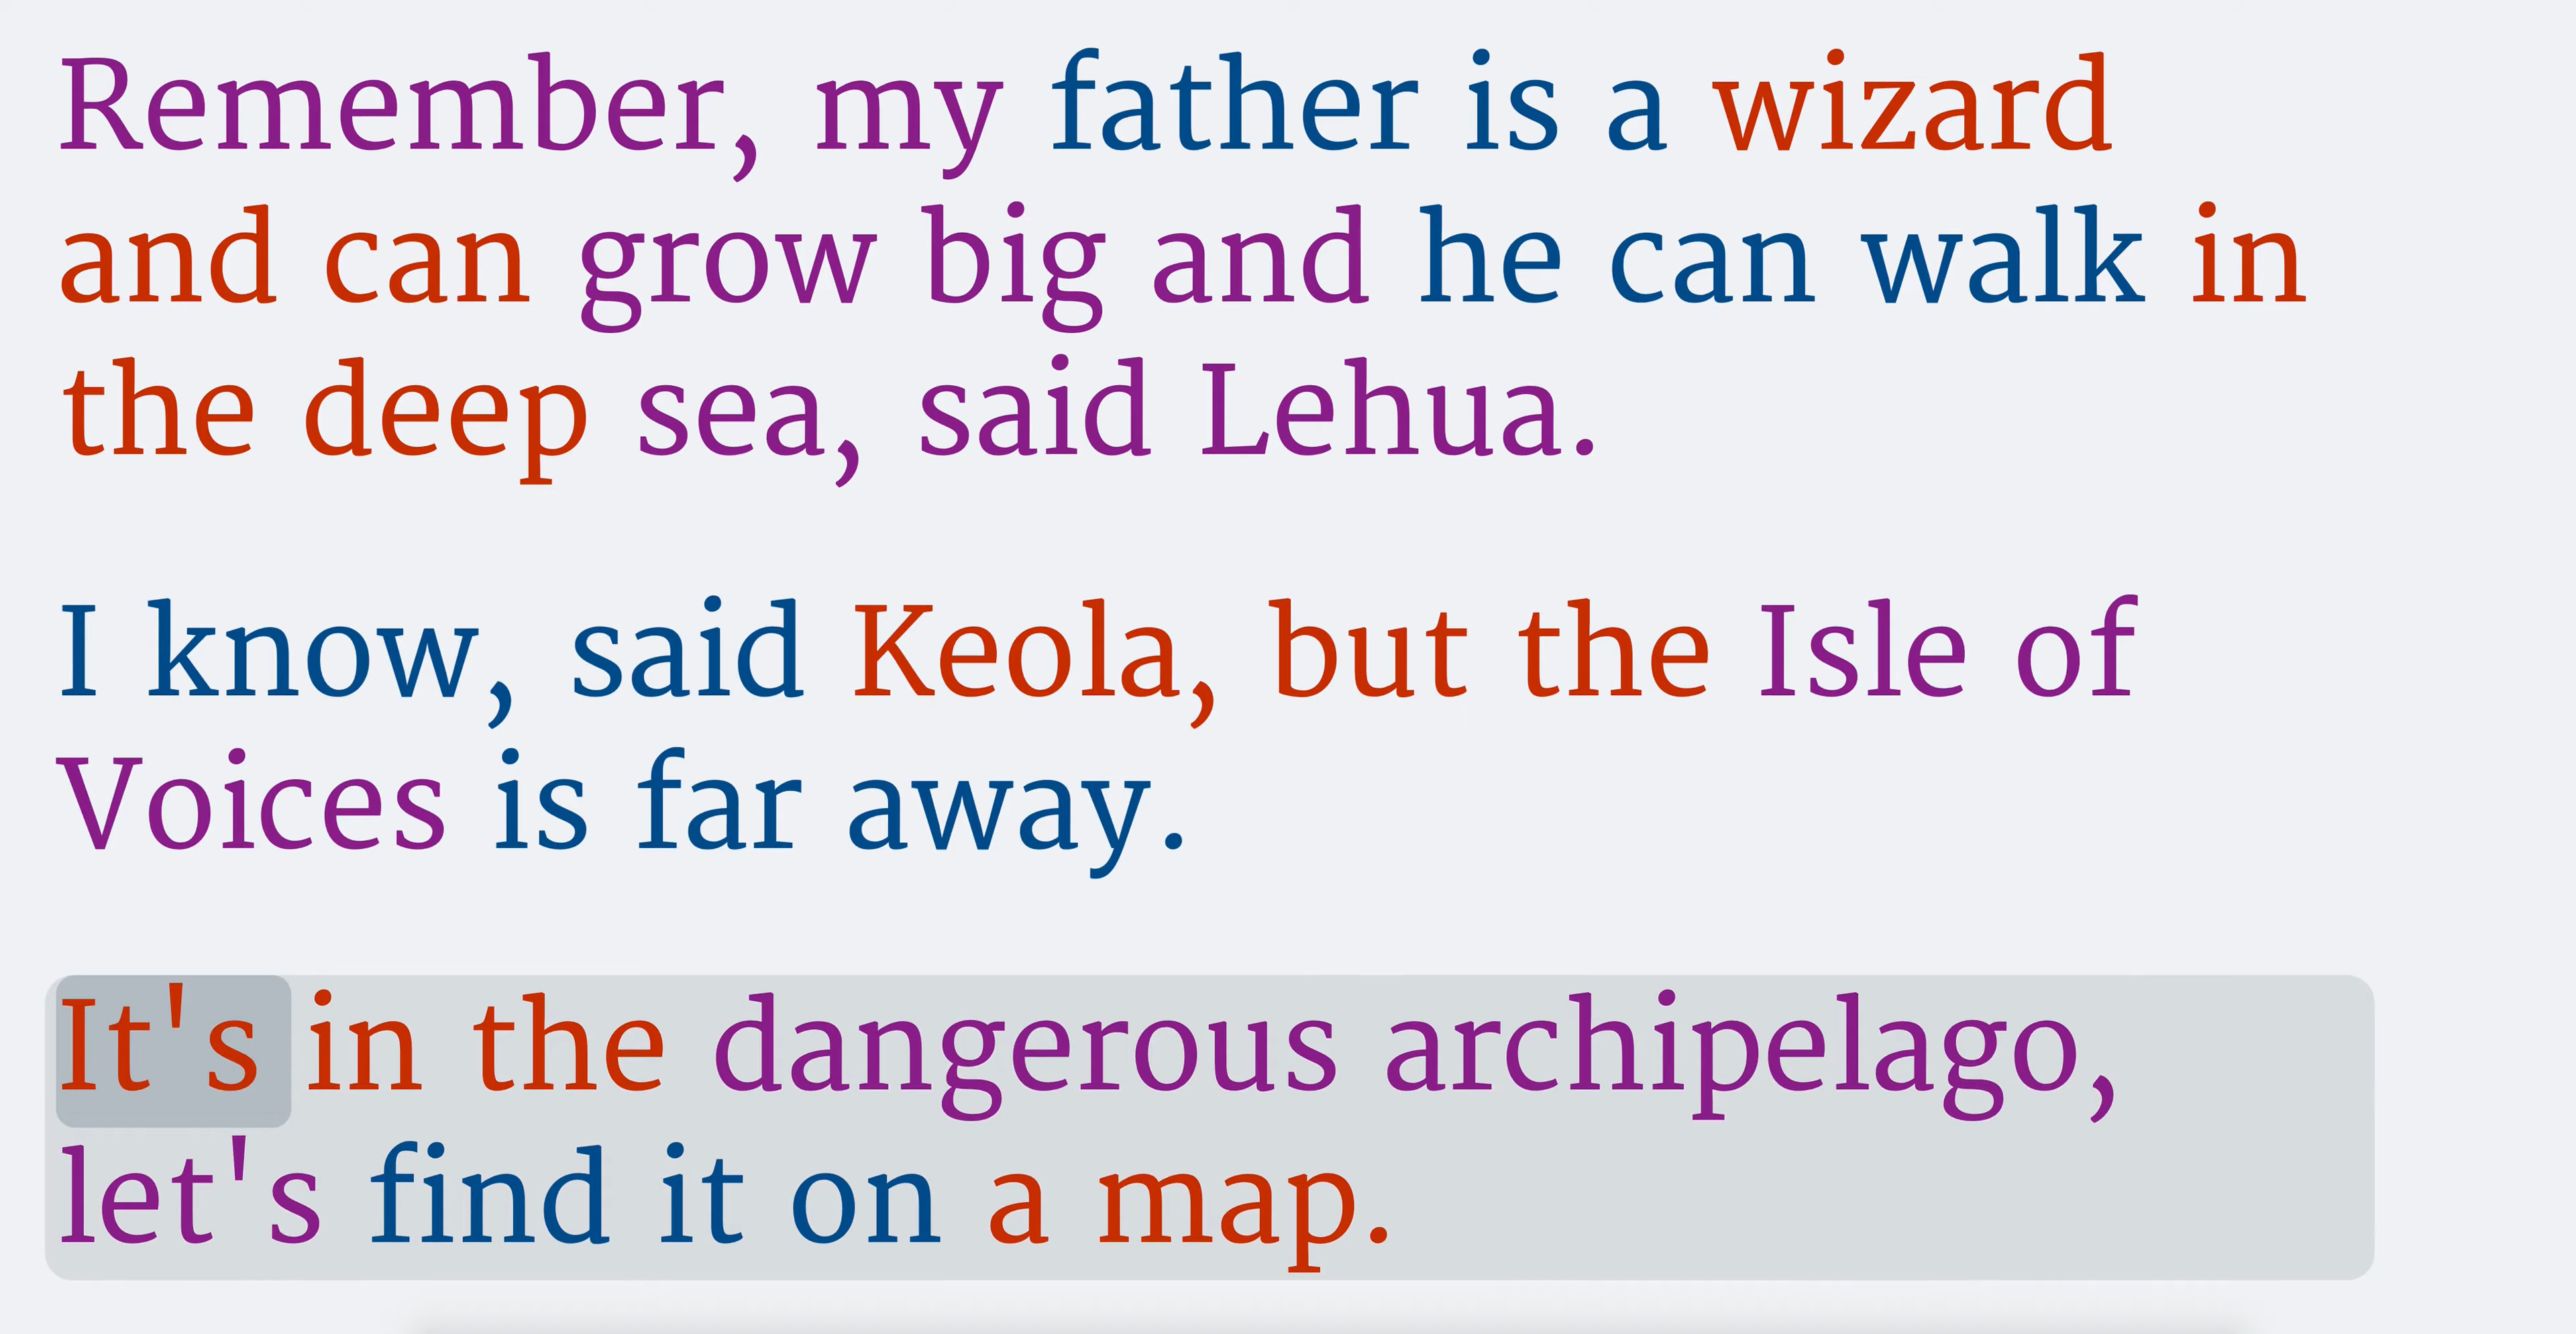 Remember, my father is a wizard
and can grow big and he can walk in
the deep sea, said Lehua.
I know, said Keola, but the Isle of
Voices is far away.
It's in the dangerous archipelago,
let's find it on a map.